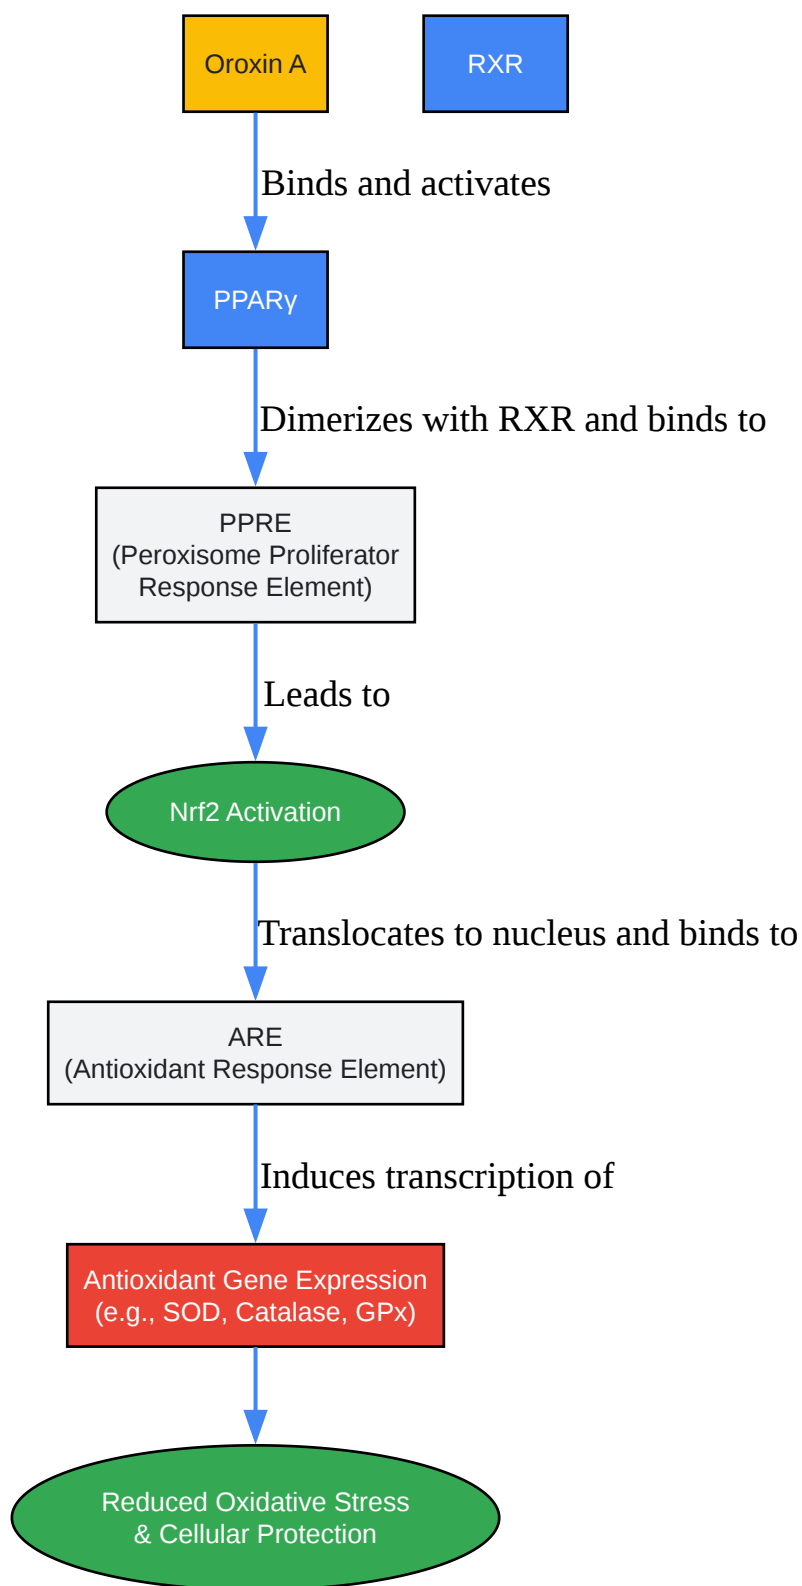 Oroxin A
RXR
Binds and activates
PPARγ
Dimerizes with RXR and binds to
PPRE
(Peroxisome Proliferator
Response Element)
Leads to
Nrf2 Activation
Translocates to nucleus and binds to
ARE
(Antioxidant Response Element)
Induces transcription of
Antioxidant Gene Expression
(e.g., SOD, Catalase, GPx)
Reduced Oxidative Stress
& Cellular Protection